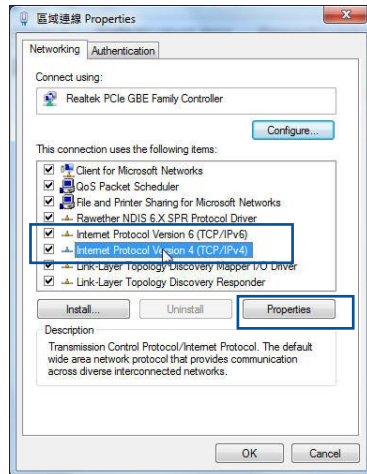 區域連線 Properties
Networking Authentication
Connect using:
Realtek PCIe GBE Family Controller
Configure...
This connection uses the following items:
Client for Microsoft Networks
QoS Packet Scheduler
File and Printer Sharing for Microsoft Networks
Rawether NDIS 6.X SPR Protocol Driver
Internet Protocol Version 6 (TCP/IPv6)
Internet Protocol Version 4 (TCP/IPv4)
Link-Layer Topology Discovery Mapper I/O Driver
Link-Layer Topology Discovery Responder
Install... Uninstall Properties
Description
Transmission Control Protocol/Internet Protocol. The default
wide area network protocol that provides communication
across diverse interconnected networks.
OK Cancel